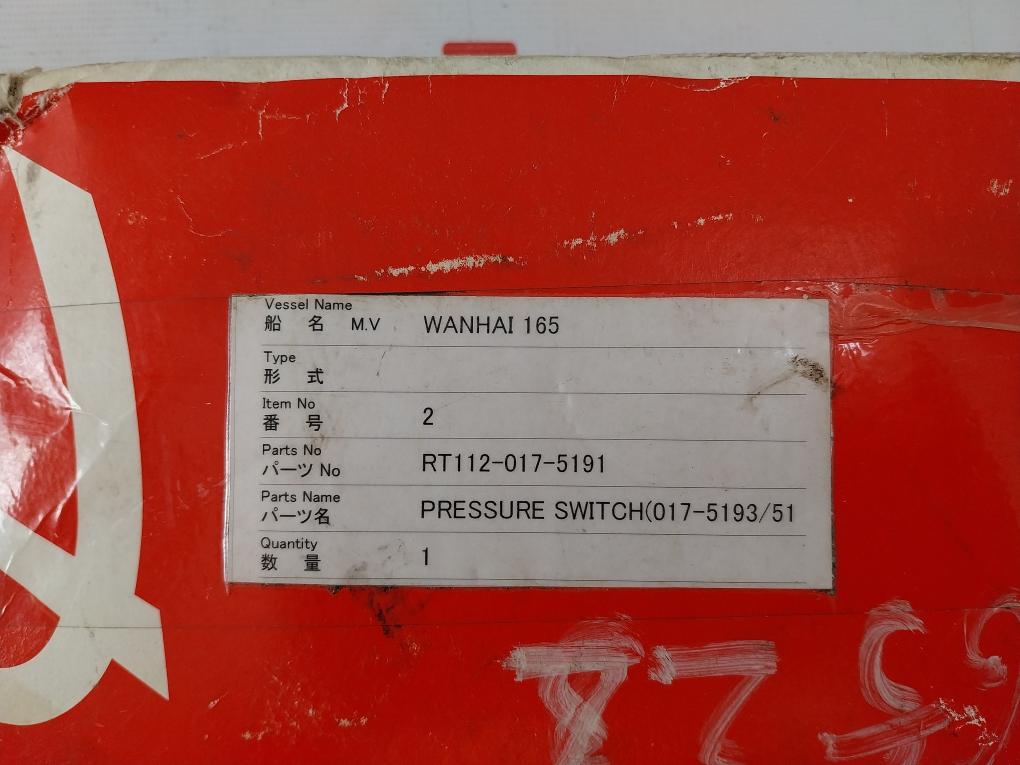 Vessel Name
船 名 M.V WANHAI 165
Type
形 式
Item No
番 号 2
Parts No
パーツ No RT112-017-5191
Parts Name
パーツ名 PRESSURE SWITCH(017-5193/51
Quantity
数 量 1